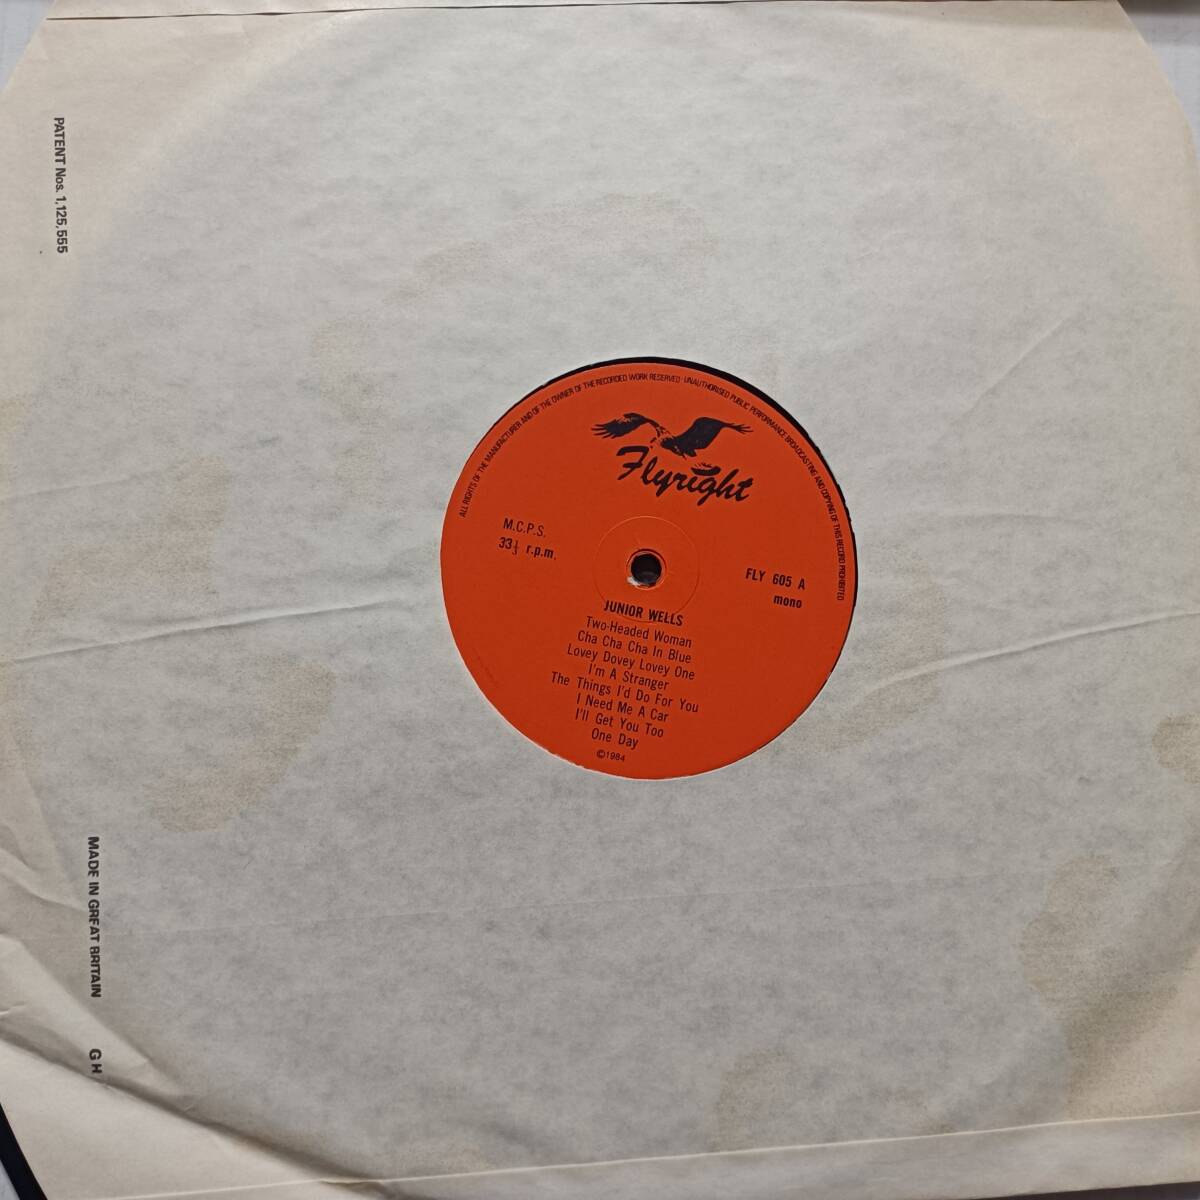 PATENT Nos. 1,125,555
MADE IN GREAT BRITAIN
G H
ALL RIGHTS OF THE MANUFACTURER AND OF THE OWNER OF THE RECORDED WORK RESERVED · UNAUTHORISED PUBLIC PERFORMANCE BROADCASTING AND COPYING OF THIS RECORD PROHIBITED
Flyright
M.C.P.S.
33⅓ r.p.m.
FLY 605 A
mono
JUNIOR WELLS
Two-Headed Woman
Cha Cha Cha In Blue
Lovey Dovey Lovey One
I'm A Stranger
The Things I'd Do For You
I Need Me A Car
I'll Get You Too
One Day
©1984